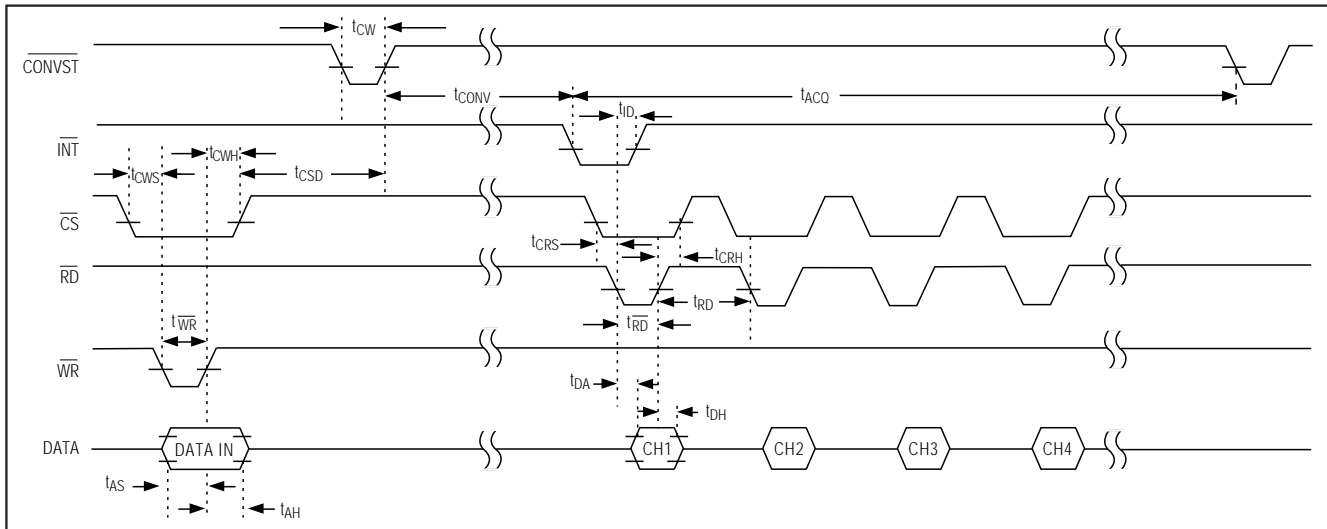 tCW
CONVST
tCONV
tACQ
tID
INT
tCWS
tCWH
tCSD
CS
tCRS
tCRH
RD
tRD
tRD
tWR
WR
tDA
tDH
DATA
DATA IN
CH1
CH2
CH3
CH4
tAS
tAH